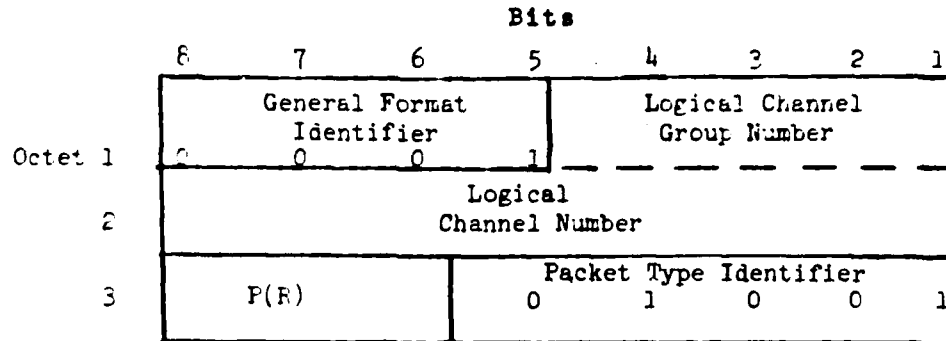 Bits
8 7 6 5 4 3 2 1
General Format Logical Channel
Identifier Group Number
Octet 1 0 0 0 1
Logical
2 Channel Number
Packet Type Identifier
3 P(R) 0 1 0 0 1